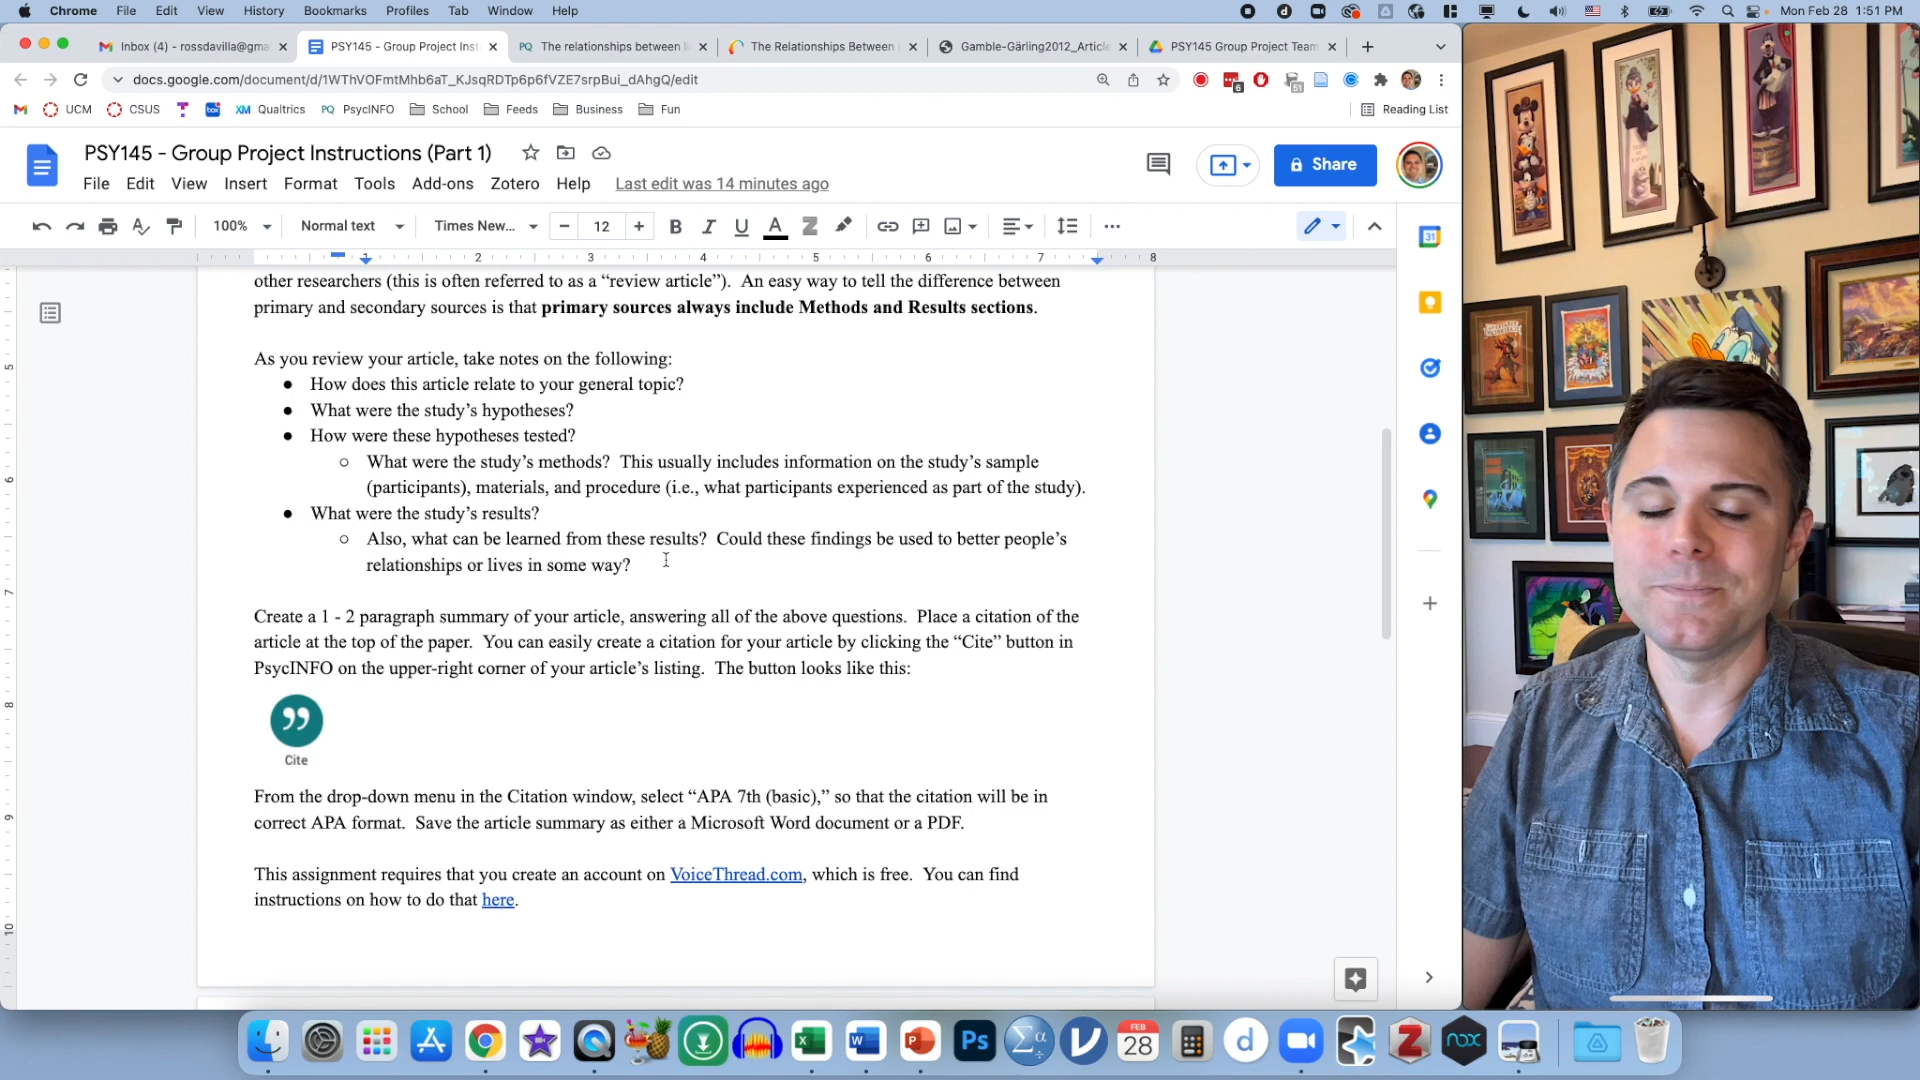 Chrome File Edit View History Bookmarks Profiles Tab Window Help Mon Feb 28 1:51 PM
Inbox (4) - rossdavilla@gma
PSY145 - Group Project Inst
The relationships between li
The Relationships Between
Gamble-Gärling2012_Article
PSY145 Group Project Team
docs.google.com/document/d/1WThVOFmtMhb6aT_KJsqRDTp6p6fVZE7srpBui_dAhgQ/edit
UCM CSUS Qualtrics PsycINFO School Feeds Business Fun Reading List
PSY145 - Group Project Instructions (Part 1)
Share
File Edit View Insert Format Tools Add-ons Zotero Help Last edit was 14 minutes ago
100% Normal text Times New... 12
1 2 3 4 5 6 7 8
other researchers (this is often referred to as a “review article”). An easy way to tell the difference between
primary and secondary sources is that primary sources always include Methods and Results sections.
As you review your article, take notes on the following:
● How does this article relate to your general topic?
● What were the study’s hypotheses?
● How were these hypotheses tested?
○ What were the study’s methods? This usually includes information on the study’s sample
(participants), materials, and procedure (i.e., what participants experienced as part of the study).
● What were the study’s results?
○ Also, what can be learned from these results? Could these findings be used to better people’s
relationships or lives in some way?
Create a 1 - 2 paragraph summary of your article, answering all of the above questions. Place a citation of the
article at the top of the paper. You can easily create a citation for your article by clicking the “Cite” button in
PsycINFO on the upper-right corner of your article’s listing. The button looks like this:
Cite
From the drop-down menu in the Citation window, select “APA 7th (basic),” so that the citation will be in
correct APA format. Save the article summary as either a Microsoft Word document or a PDF.
This assignment requires that you create an account on VoiceThread.com, which is free. You can find
instructions on how to do that here.
FEB
28
Ps
nox